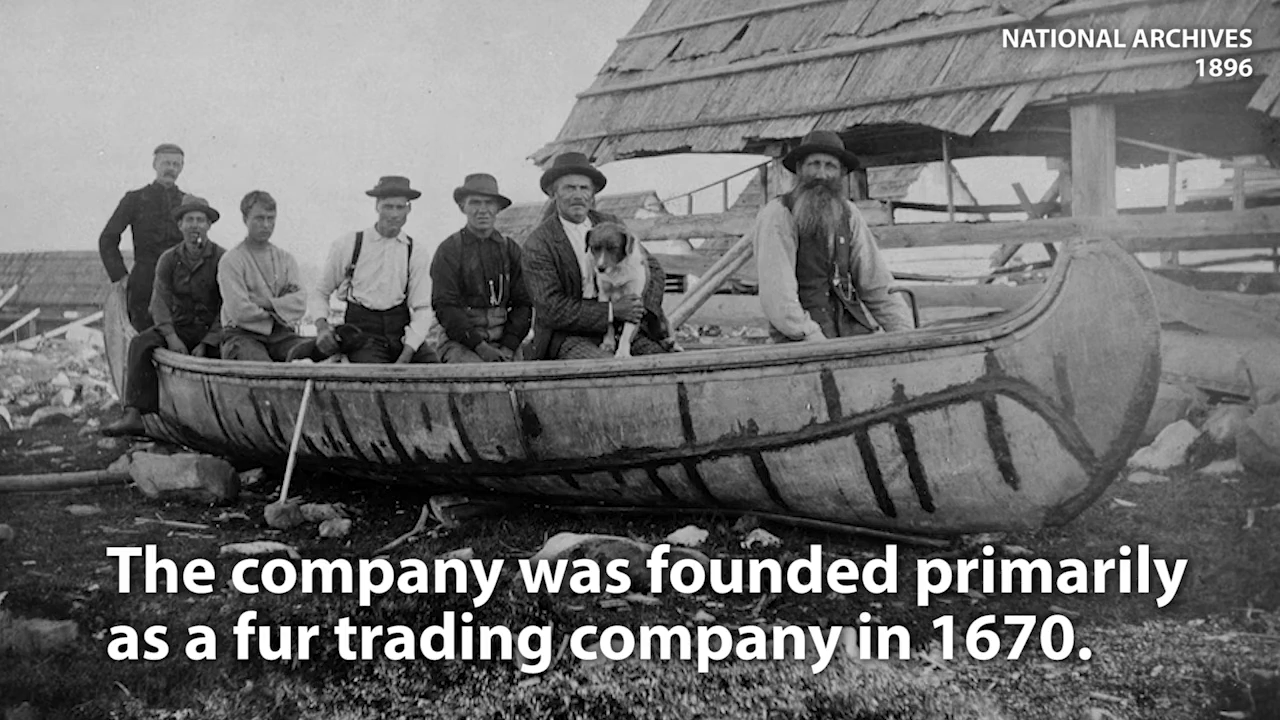 NATIONAL ARCHIVES
1896
The company was founded primarily
as a fur trading company in 1670.